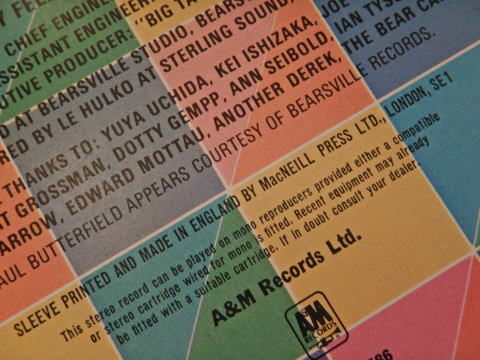 CHIEF ENGINEER
ASSISTANT ENGINEER
UTIVE PRODUCER: "BIG TA
D AT BEARSVILLE STUDIO, BEARS
RED BY LE HULKO AT STERLING SOUND,
THANKS TO: YUYA UCHIDA, KEI ISHIZAKA, JOE
T GROSSMAN, DOTTY GEMPP, ANN SEIBOLD, IAN TYSO
ARROW, EDWARD MOTTAU, ANOTHER DEREK, THE BEAR CA
AUL BUTTERFIELD APPEARS COURTESY OF BEARSVILLE RECORDS.
SLEEVE PRINTED AND MADE IN ENGLAND BY MacNEILL PRESS LTD., LONDON, SE1
This stereo record can be played on mono reproducers provided either a compatible
or stereo cartridge wired for mono is fitted. Recent equipment may already
be fitted with a suitable cartridge. If in doubt consult your dealer.
A&M Records Ltd.
A&M
RECORDS